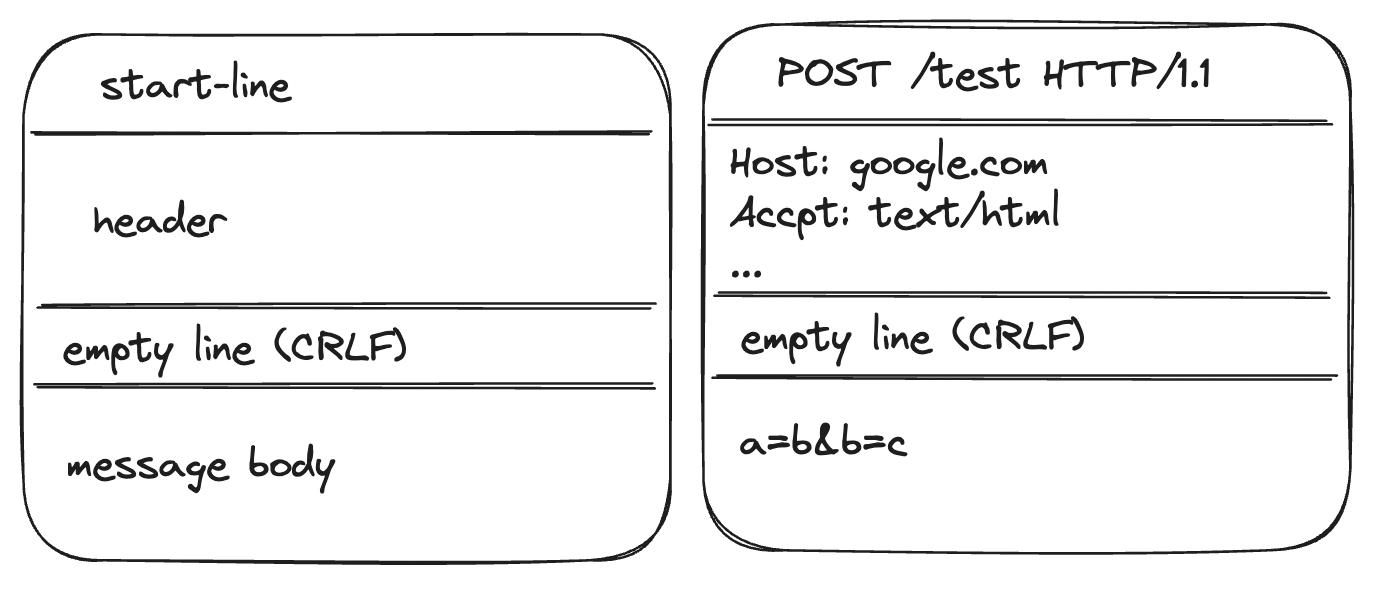 start-line
header
empty line (CRLF)
message body
POST /test HTTP/1.1
Host: google.com
Accpt: text/html
...
empty line (CRLF)
a=b&b=c